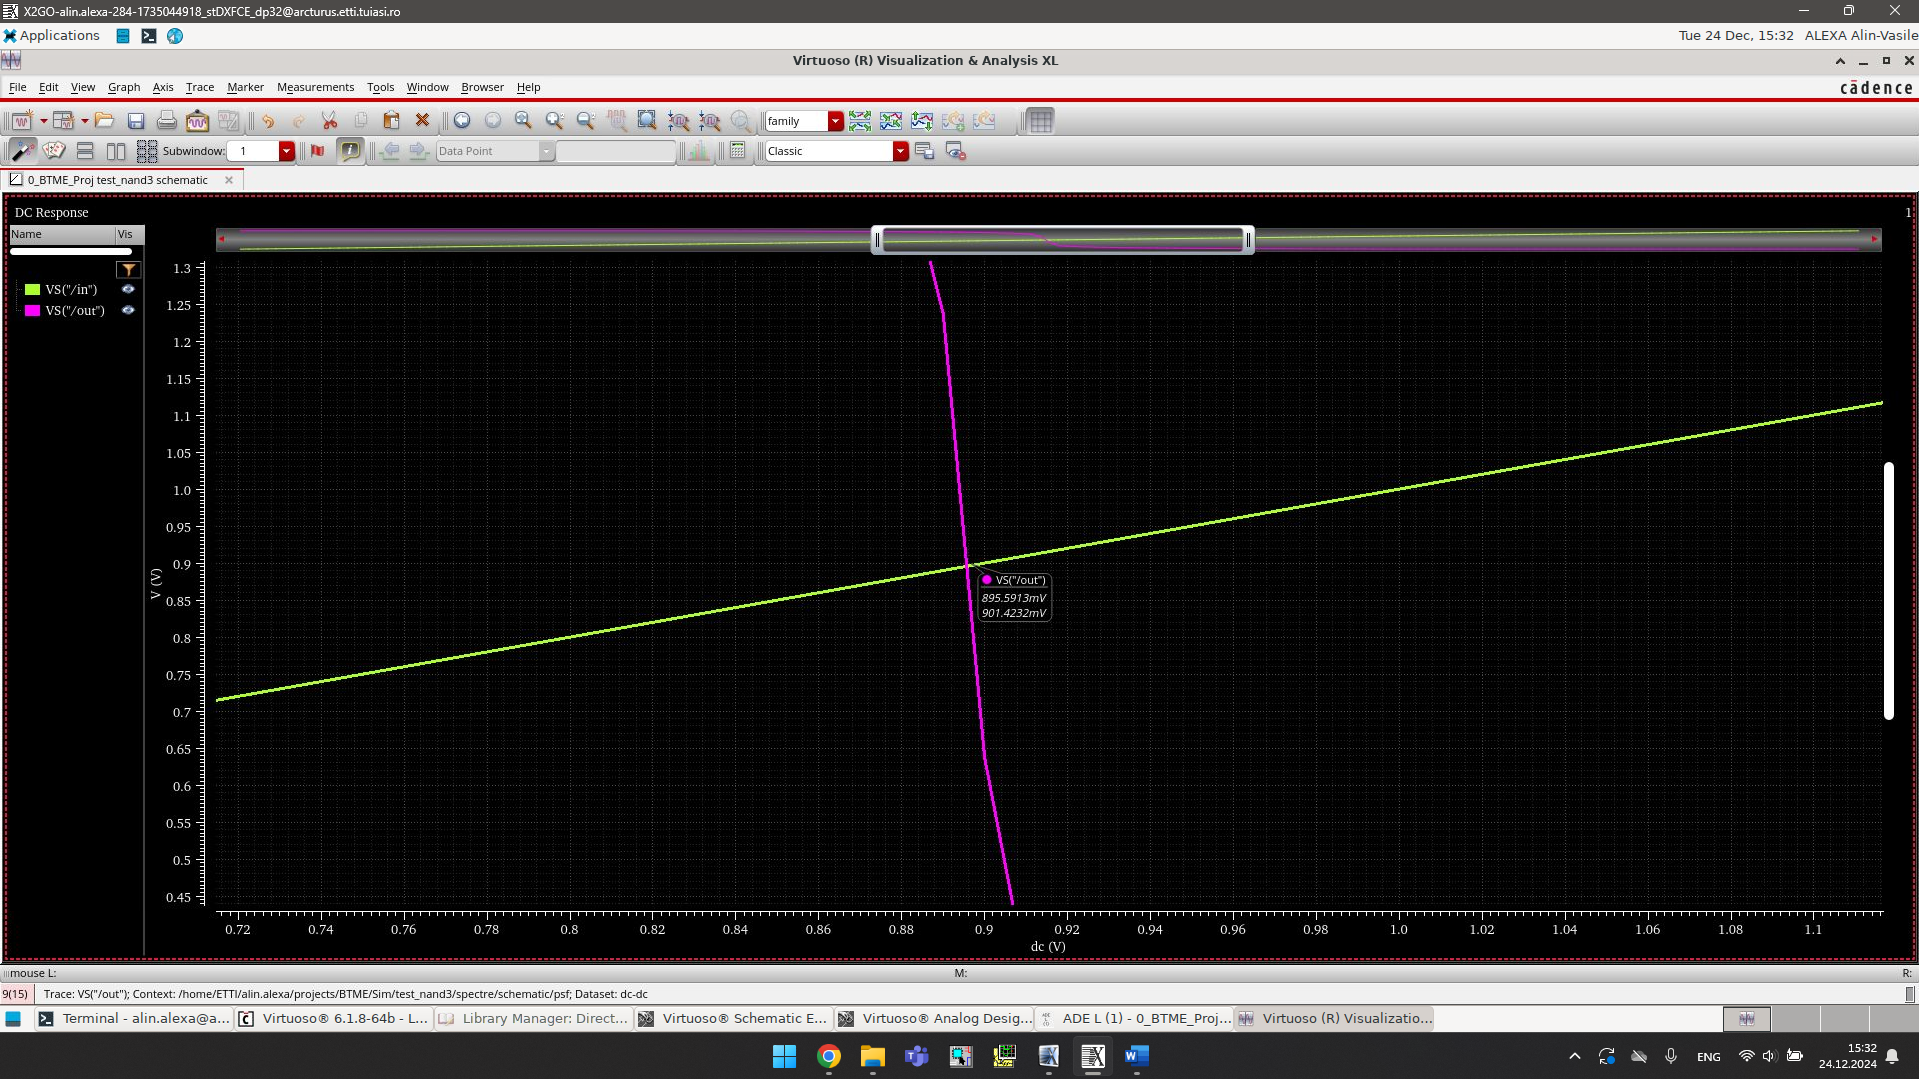 X2GO-alin.alexa-284-1735044918_stDXFCE_dp32@arcturus.etti.tuiasi.ro
Applications
Tue 24 Dec, 15:32 ALEXA Alin-Vasile
Virtuoso (R) Visualization & Analysis XL
File Edit View Graph Axis Trace Marker Measurements Tools Window Browser Help
cādence
family
Subwindow: 1
Data Point
Classic
0_BTME_Proj test_nand3 schematic
DC Response
1
Name Vis
VS("/in")
VS("/out")
1.3
1.25
1.2
1.15
1.1
1.05
1.0
0.95
0.9
0.85
0.8
0.75
0.7
0.65
0.6
0.55
0.5
0.45
V (V)
VS("/out")
895.5913mV
901.4232mV
0.72 0.74 0.76 0.78 0.8 0.82 0.84 0.86 0.88 0.9 0.92 0.94 0.96 0.98 1.0 1.02 1.04 1.06 1.08 1.1
dc (V)
mouse L: M: R:
9(15) Trace: VS("/out"); Context: /home/ETTI/alin.alexa/projects/BTME/Sim/test_nand3/spectre/schematic/psf; Dataset: dc-dc
Terminal - alin.alexa@a... Virtuoso® 6.1.8-64b - L... Library Manager: Direct... Virtuoso® Schematic E... Virtuoso® Analog Desig... ADE L (1) - 0_BTME_Proj... Virtuoso (R) Visualizatio...
ENG
15:32
24.12.2024